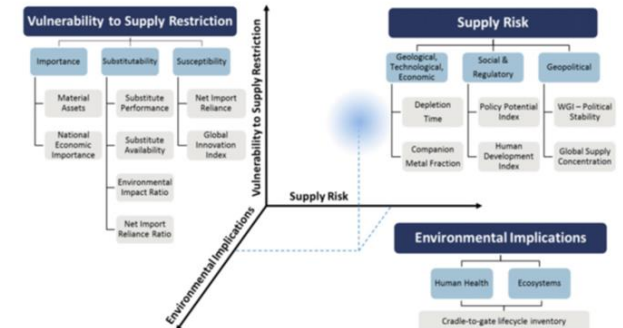 Vulnerability to Supply Restriction
Importance
Substitutability
Susceptibility
Material
Assets
Substitute
Performance
Net Import
Reliance
National
Economic
Importance
Substitute
Availability
Global
Innovation
Index
Environmental
Impact Ratio
Net Import
Reliance Ratio
Vulnerability to Supply Restriction
Supply Risk
Environmental Implications
Supply Risk
Geological,
Technological,
Economic
Social &
Regulatory
Geopolitical
Depletion
Time
Policy Potential
Index
WGI – Political
Stability
Companion
Metal Fraction
Human
Development
Index
Global Supply
Concentration
Environmental Implications
Human Health
Ecosystems
Cradle-to-gate lifecycle inventory